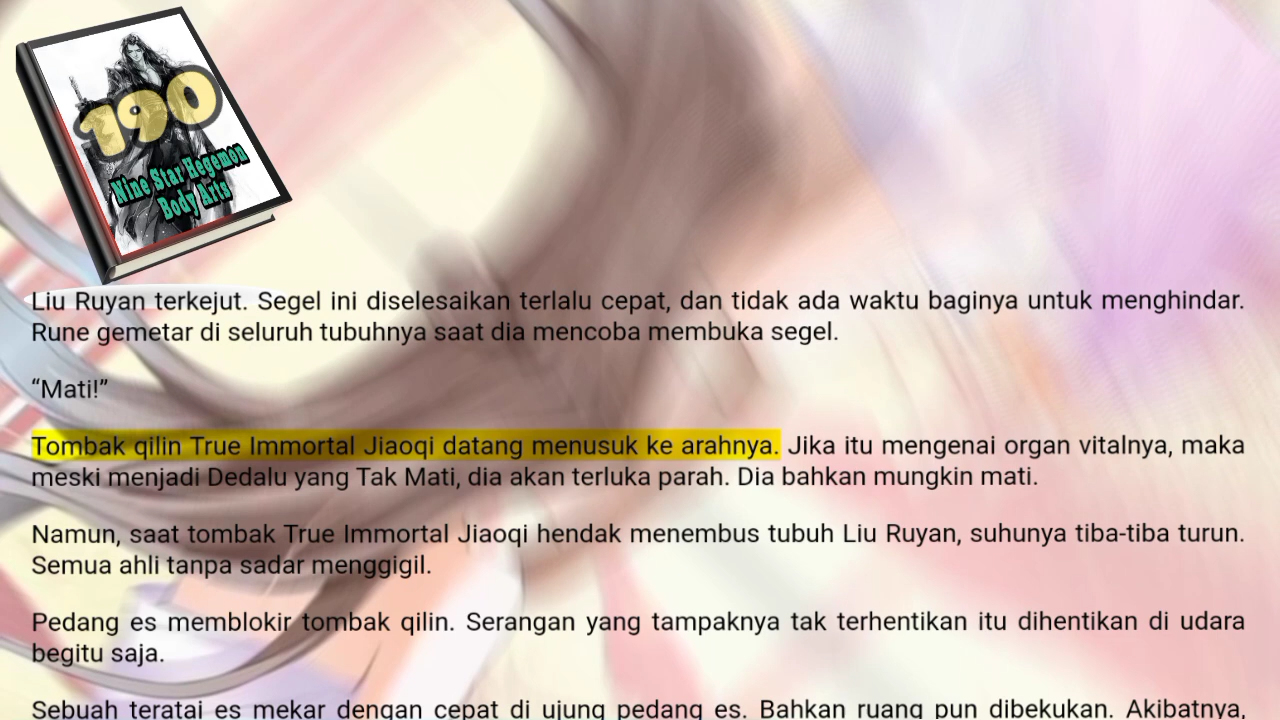 190
Nine Star Hegemon
Body Arts
Liu Ruyan terkejut. Segel ini diselesaikan terlalu cepat, dan tidak ada waktu baginya untuk menghindar.
Rune gemetar di seluruh tubuhnya saat dia mencoba membuka segel.
“Mati!”
Tombak qilin True Immortal Jiaoqi datang menusuk ke arahnya. Jika itu mengenai organ vitalnya, maka
meski menjadi Dedalu yang Tak Mati, dia akan terluka parah. Dia bahkan mungkin mati.
Namun, saat tombak True Immortal Jiaoqi hendak menembus tubuh Liu Ruyan, suhunya tiba-tiba turun.
Semua ahli tanpa sadar menggigil.
Pedang es memblokir tombak qilin. Serangan yang tampaknya tak terhentikan itu dihentikan di udara
begitu saja.
Sebuah teratai es mekar dengan cepat di ujung pedang es. Bahkan ruang pun dibekukan. Akibatnya,